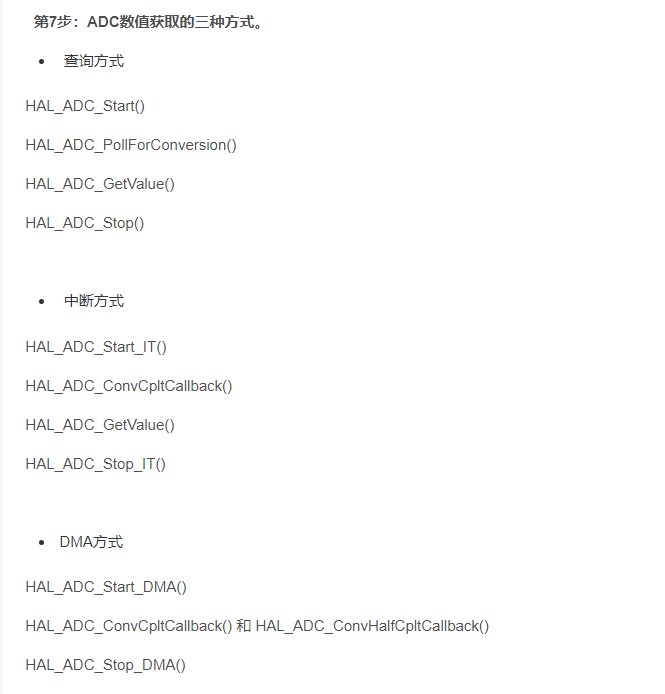 第7步：ADC数值获取的三种方式。
查询方式
HAL_ADC_Start()
HAL_ADC_PollForConversion()
HAL_ADC_GetValue()
HAL_ADC_Stop()
中断方式
HAL_ADC_Start_IT()
HAL_ADC_ConvCpltCallback()
HAL_ADC_GetValue()
HAL_ADC_Stop_IT()
DMA方式
HAL_ADC_Start_DMA()
HAL_ADC_ConvCpltCallback() 和 HAL_ADC_ConvHalfCpltCallback()
HAL_ADC_Stop_DMA()